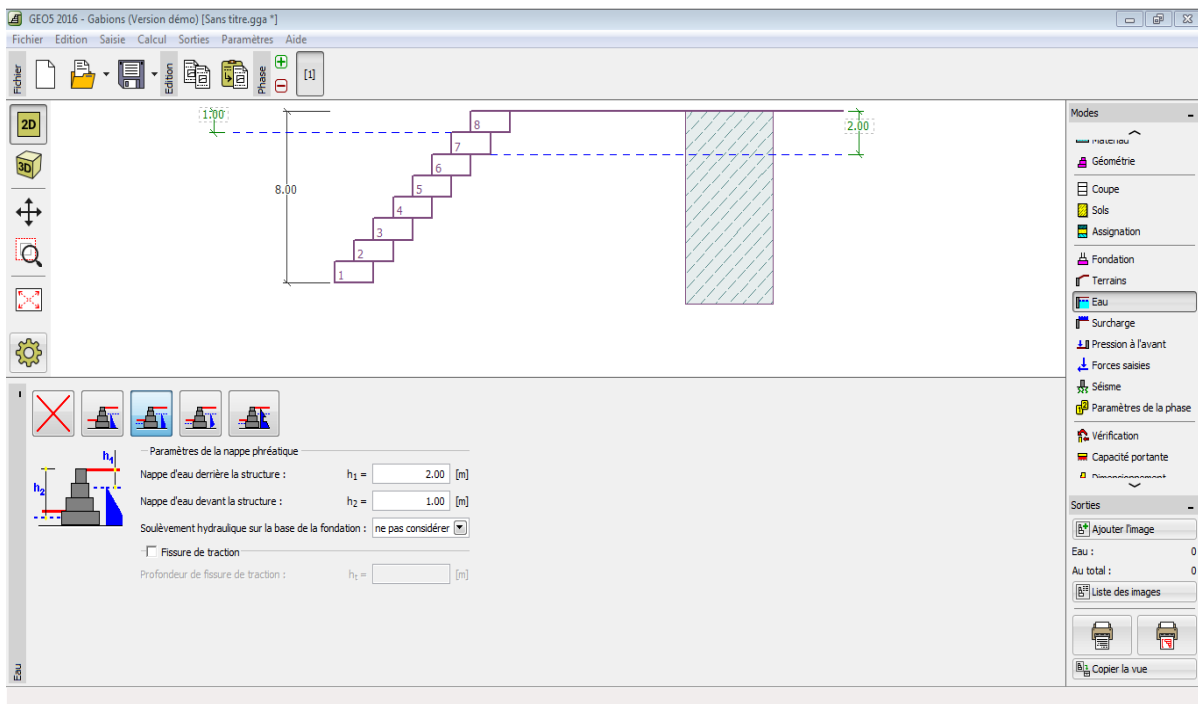 GEO5 2016 - Gabions (Version démo) [Sans titre.gga *]
Fichier Edition Saisie Calcul Sorties Paramètres Aide
Fichier
Edition
Phase
[1]
2D
3D
1.00
2.00
8.00
8
7
6
5
4
3
2
1
Modes
Matériau
Géométrie
Coupe
Sols
Assignation
Fondation
Terrains
Eau
Surcharge
Pression à l'avant
Forces saisies
Séisme
Paramètres de la phase
Vérification
Capacité portante
Dimensionnement
Sorties
Ajouter l'image
Eau : 0
Au total : 0
Liste des images
Copier la vue
h1
h2
Paramètres de la nappe phréatique
Nappe d'eau derrière la structure : h1 = 2.00 [m]
Nappe d'eau devant la structure : h2 = 1.00 [m]
Soulèvement hydraulique sur la base de la fondation : ne pas considérer
Fissure de traction
Profondeur de fissure de traction : ht = [m]
Eau